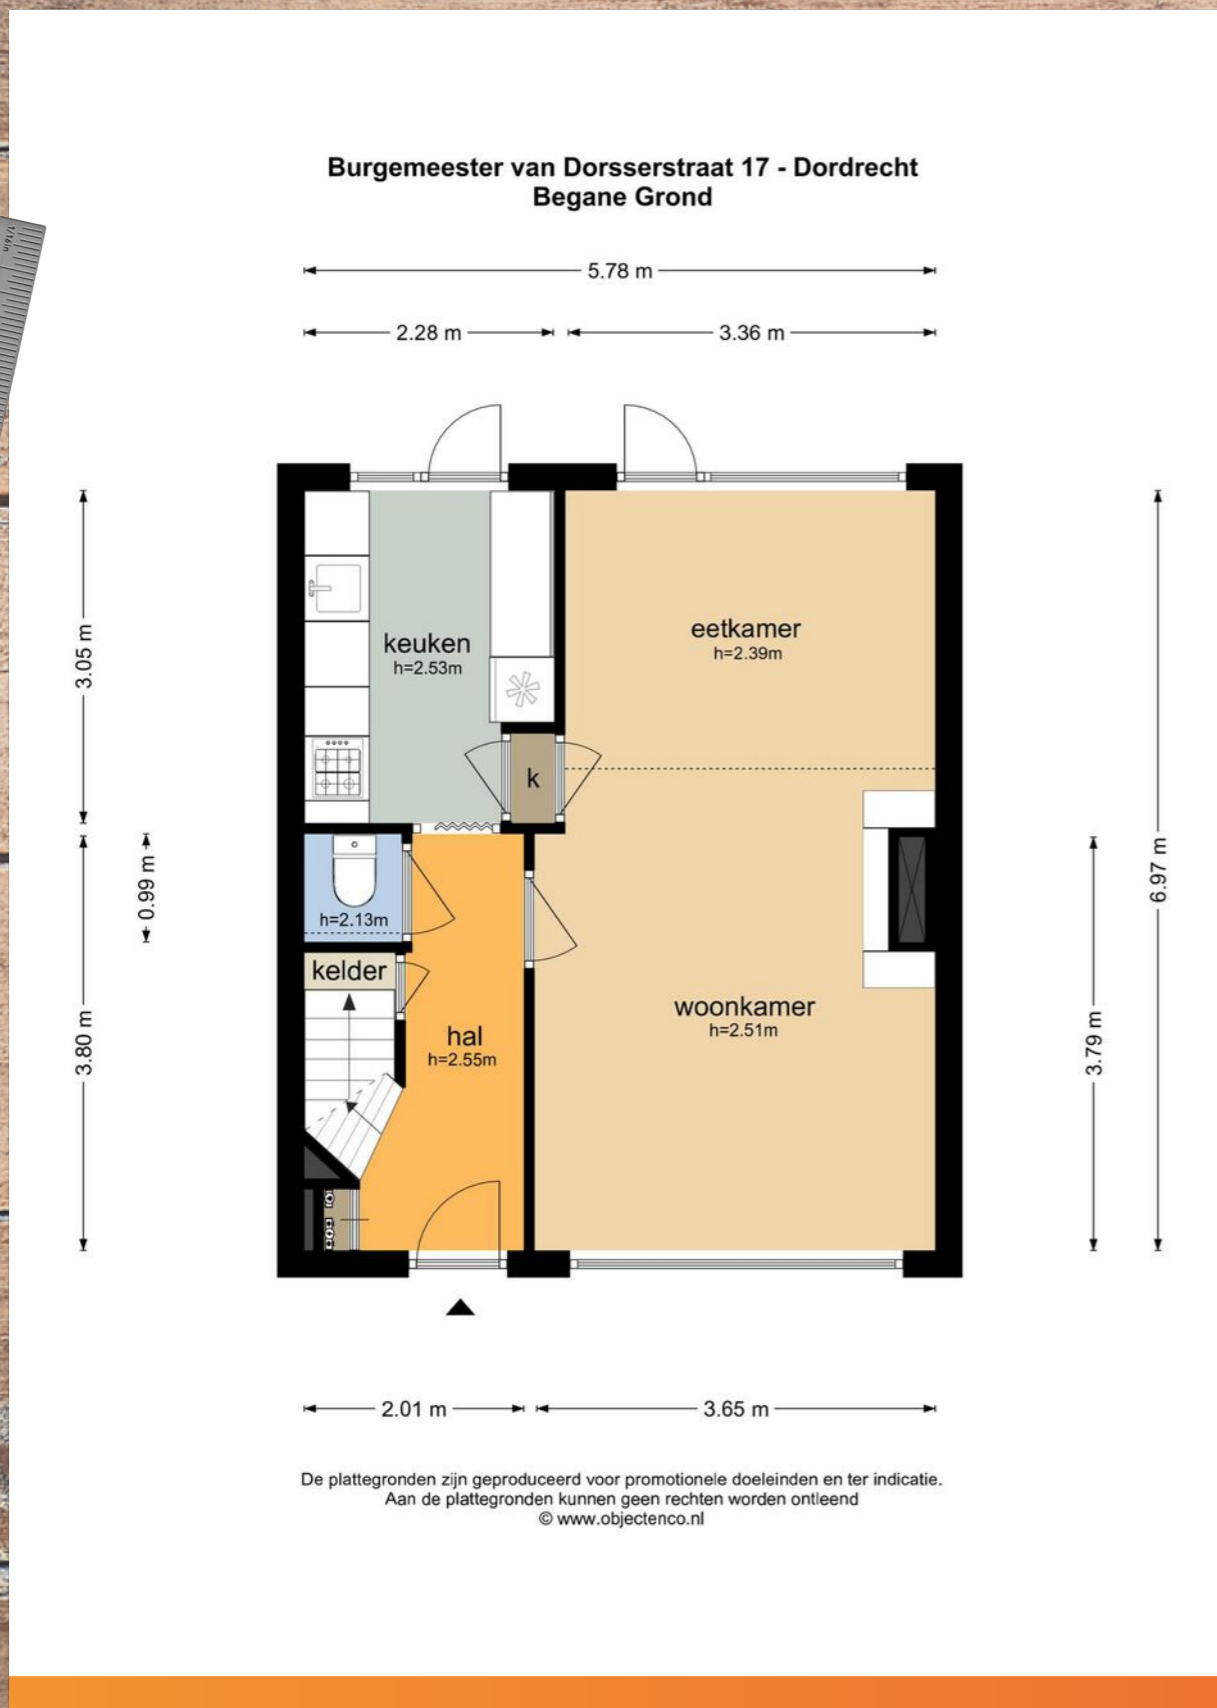 1/16in
Burgemeester van Dorsserstraat 17 - Dordrecht
Begane Grond
5.78 m
2.28 m
3.36 m
keuken
h=2.53m
eetkamer
h=2.39m
3.05 m
k
0.99 m
6.97 m
h=2.13m
kelder
hal
h=2.55m
woonkamer
h=2.51m
3.80 m
3.79 m
2.01 m
3.65 m
De plattegronden zijn geproduceerd voor promotionele doeleinden en ter indicatie.
Aan de plattegronden kunnen geen rechten worden ontleend
© www.objectenco.nl